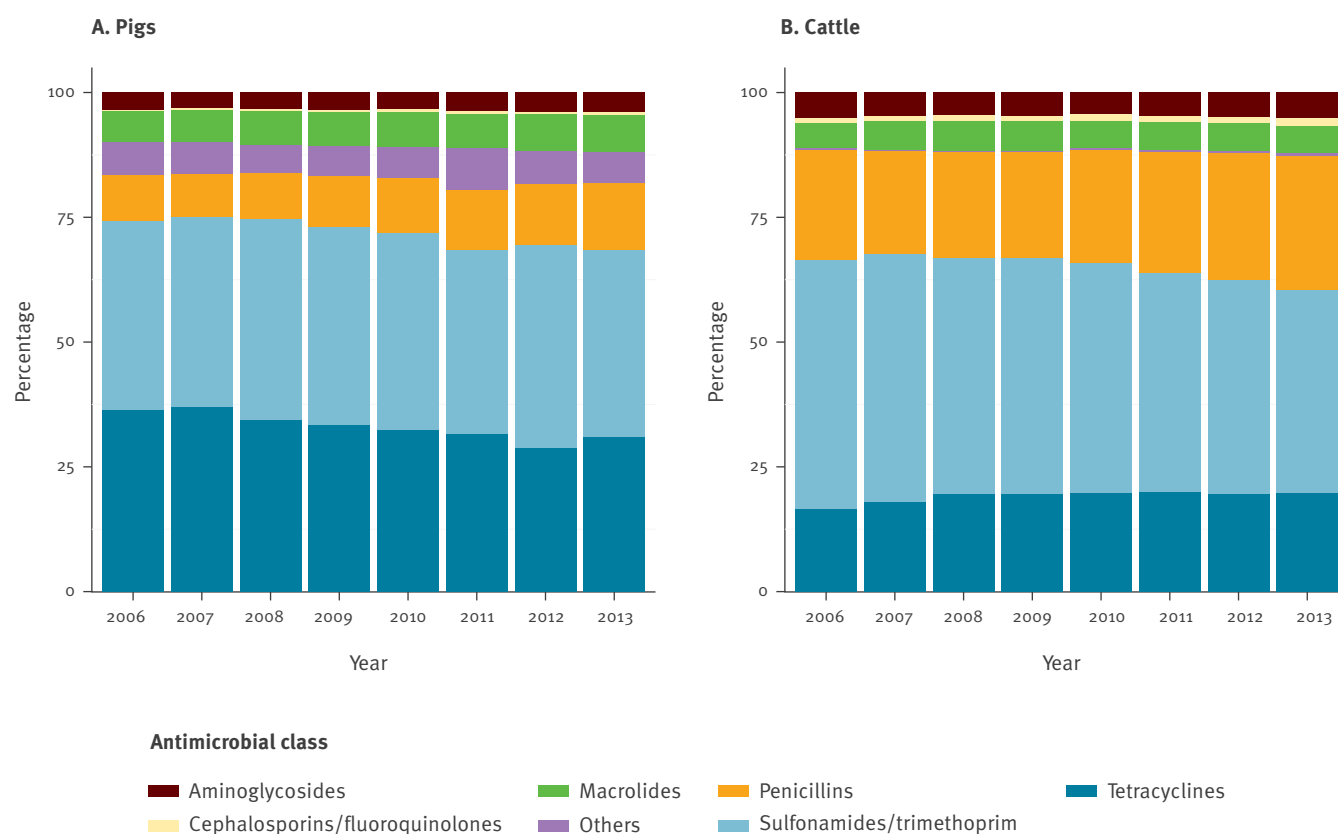 A. Pigs
100
75
50
25
0
Percentage
2006 2007 2008 2009 2010 2011 2012 2013
Year
B. Cattle
100
75
50
25
0
Percentage
2006 2007 2008 2009 2010 2011 2012 2013
Year
Antimicrobial class
Aminoglycosides Macrolides Penicillins Tetracyclines
Cephalosporins/fluoroquinolones Others Sulfonamides/trimethoprim